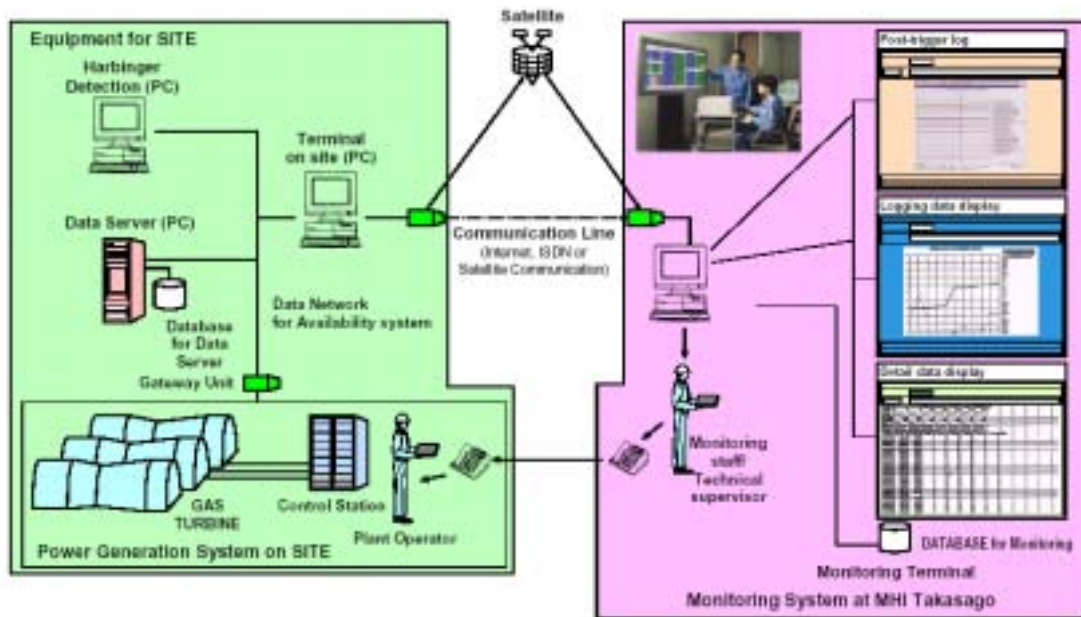 Satellite
Equipment for SITE
Harbinger
Detection (PC)
Terminal
on site (PC)
Data Server (PC)
Database
for Data
Server
Data Network
for Availability system
Gateway Unit
Communication Line
(Internet, ISDN or
Satellite Communication)
GAS
TURBINE
Control Station
Plant Operator
Power Generation System on SITE
Post-trigger log
Logging data display
Detail data display
Monitoring
staff/
Technical
supervisor
DATABASE for Monitoring
Monitoring Terminal
Monitoring System at MHI Takasago